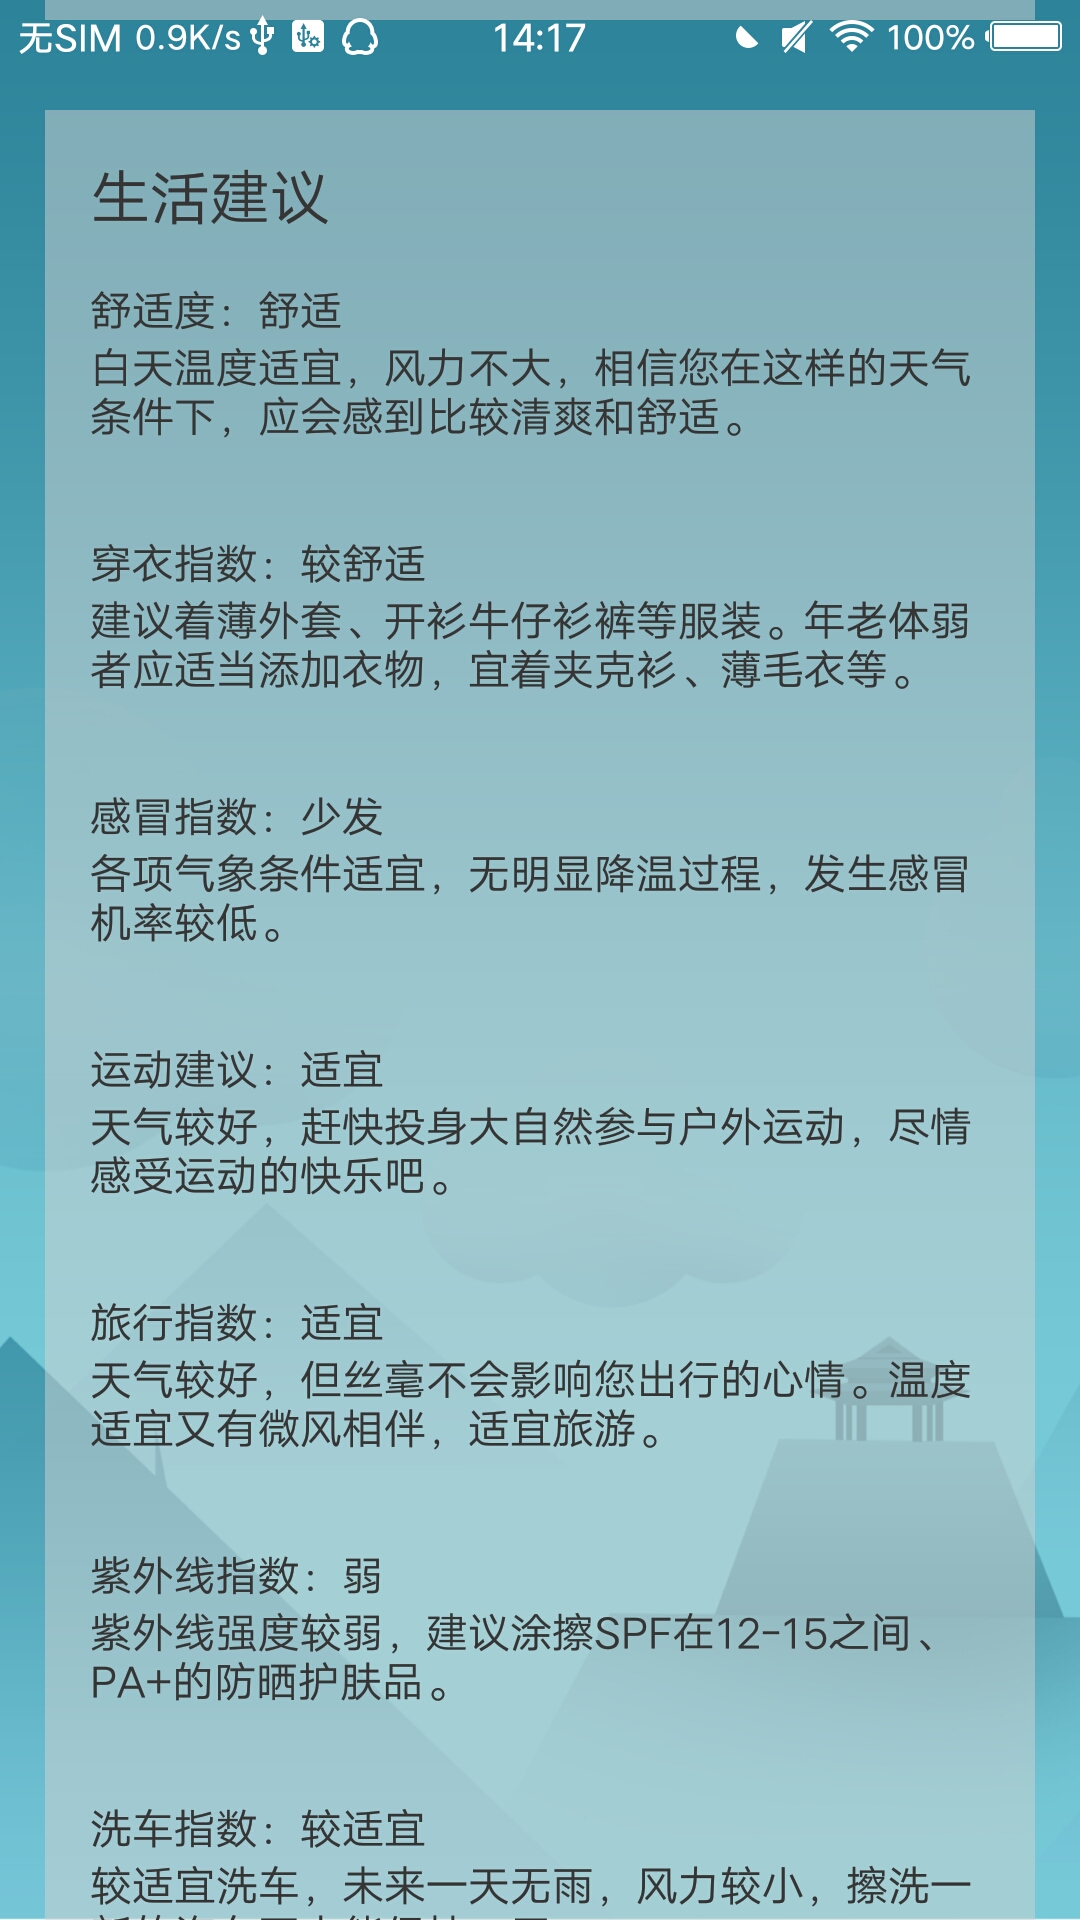 无SIM 0.9K/s 14:17 100%
生活建议
舒适度：舒适
白天温度适宜，风力不大，相信您在这样的天气
条件下，应会感到比较清爽和舒适。
穿衣指数：较舒适
建议着薄外套、开衫牛仔衫裤等服装。年老体弱
者应适当添加衣物，宜着夹克衫、薄毛衣等。
感冒指数：少发
各项气象条件适宜，无明显降温过程，发生感冒
机率较低。
运动建议：适宜
天气较好，赶快投身大自然参与户外运动，尽情
感受运动的快乐吧。
旅行指数：适宜
天气较好，但丝毫不会影响您出行的心情。温度
适宜又有微风相伴，适宜旅游。
紫外线指数：弱
紫外线强度较弱，建议涂擦SPF在12-15之间、
PA+的防晒护肤品。
洗车指数：较适宜
较适宜洗车，未来一天无雨，风力较小，擦洗一